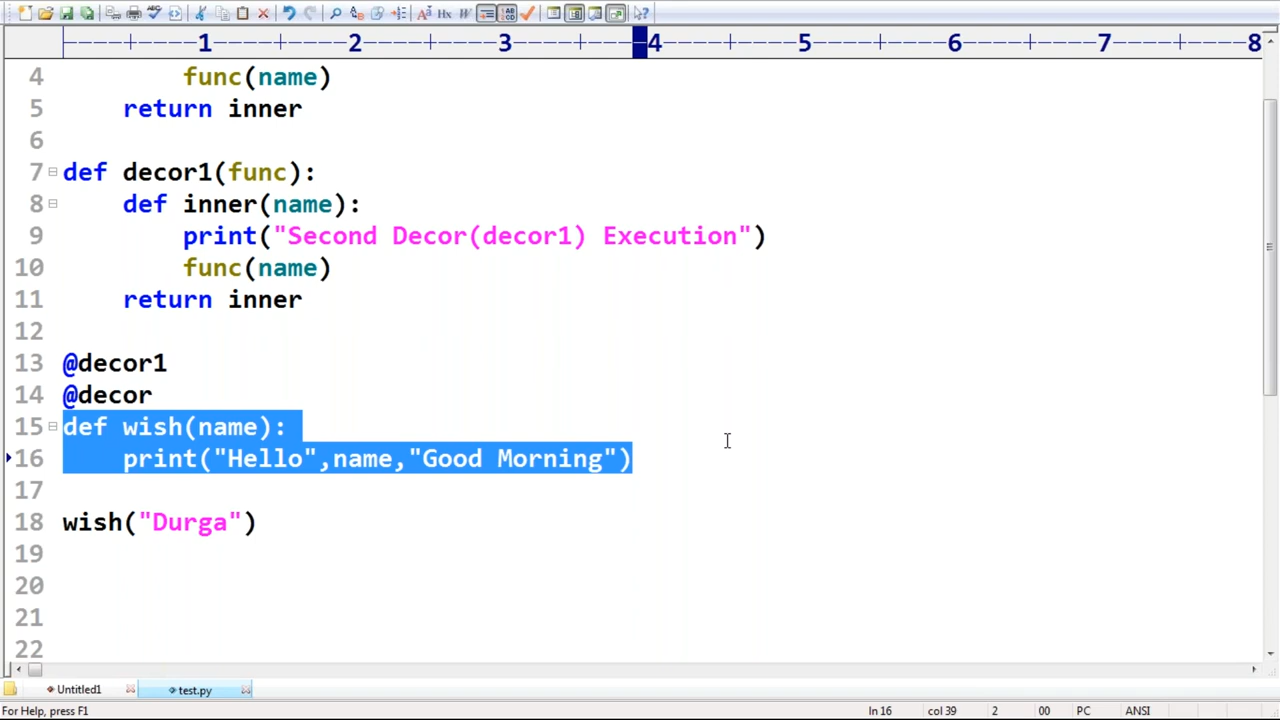 1 2 3 4 5 6 7 8
4 func(name)
5 return inner
6
7 def decor1(func):
8 def inner(name):
9 print("Second Decor(decor1) Execution")
10 func(name)
11 return inner
12
13 @decor1
14 @decor
15 def wish(name):
16 print("Hello",name,"Good Morning")
17
18 wish("Durga")
19
20
21
22
Untitled1 test.py
For Help, press F1 ln 16 col 39 2 00 PC ANSI